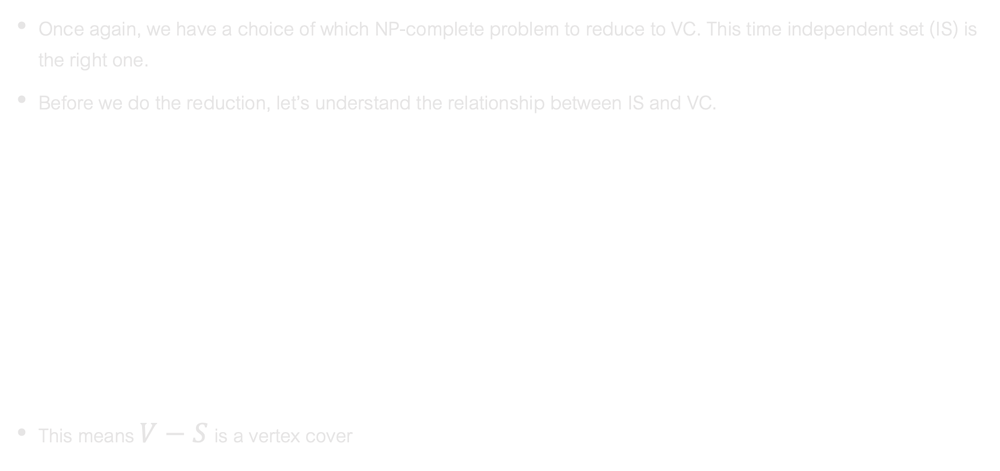 • Once again, we have a choice of which NP-complete problem to reduce to VC. This time independent set (IS) is
the right one.
• Before we do the reduction, let’s understand the relationship between IS and VC.
• This means V − S is a vertex cover